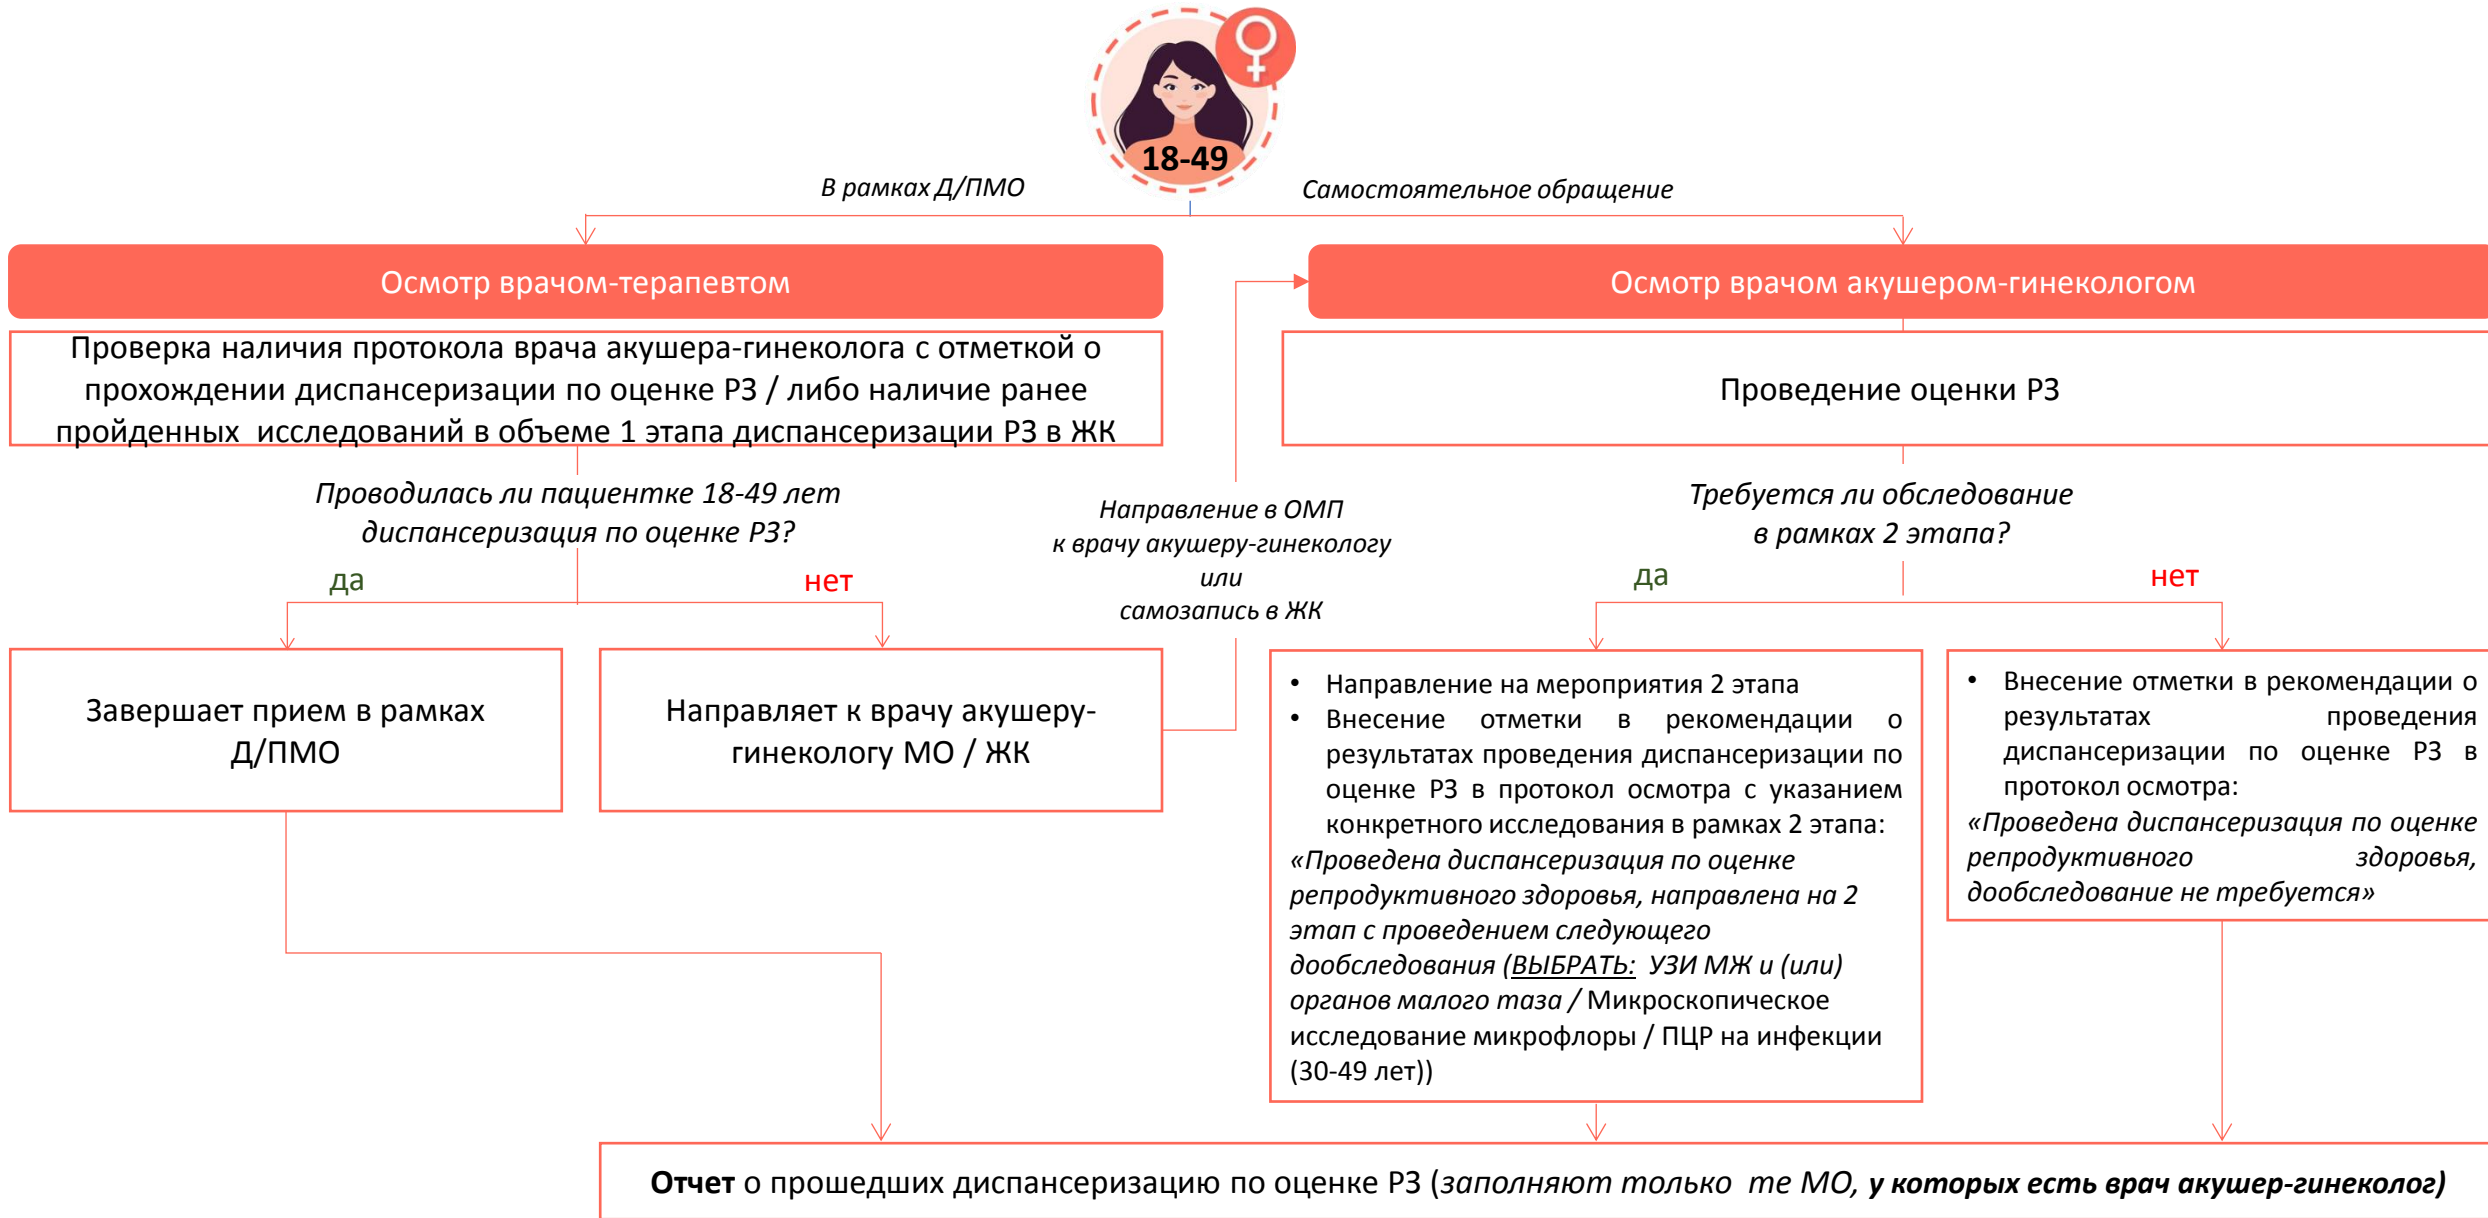 18-49
В рамках Д/ПМО
Самостоятельное обращение
Осмотр врачом-терапевтом
Осмотр врачом акушером-гинекологом
Проверка наличия протокола врача акушера-гинеколога с отметкой о
прохождении диспансеризации по оценке РЗ / либо наличие ранее
пройденных исследований в объеме 1 этапа диспансеризации РЗ в ЖК
Проведение оценки РЗ
Проводилась ли пациентке 18-49 лет
диспансеризация по оценке РЗ?
да
нет
Направление в ОМП
к врачу акушеру-гинекологу
или
самозапись в ЖК
Требуется ли обследование
в рамках 2 этапа?
да
нет
Завершает прием в рамках
Д/ПМО
Направляет к врачу акушеру-
гинекологу МО / ЖК
• Направление на мероприятия 2 этапа
• Внесение отметки в рекомендации о
результатах проведения диспансеризации по
оценке РЗ в протокол осмотра с указанием
конкретного исследования в рамках 2 этапа:
«Проведена диспансеризация по оценке
репродуктивного здоровья, направлена на 2
этап с проведением следующего
дообследования (ВЫБРАТЬ: УЗИ МЖ и (или)
органов малого таза / Микроскопическое
исследование микрофлоры / ПЦР на инфекции
(30-49 лет))
• Внесение отметки в рекомендации о
результатах проведения
диспансеризации по оценке РЗ в
протокол осмотра:
«Проведена диспансеризация по оценке
репродуктивного здоровья,
дообследование не требуется»
Отчет о прошедших диспансеризацию по оценке РЗ (заполняют только те МО, у которых есть врач акушер-гинеколог)